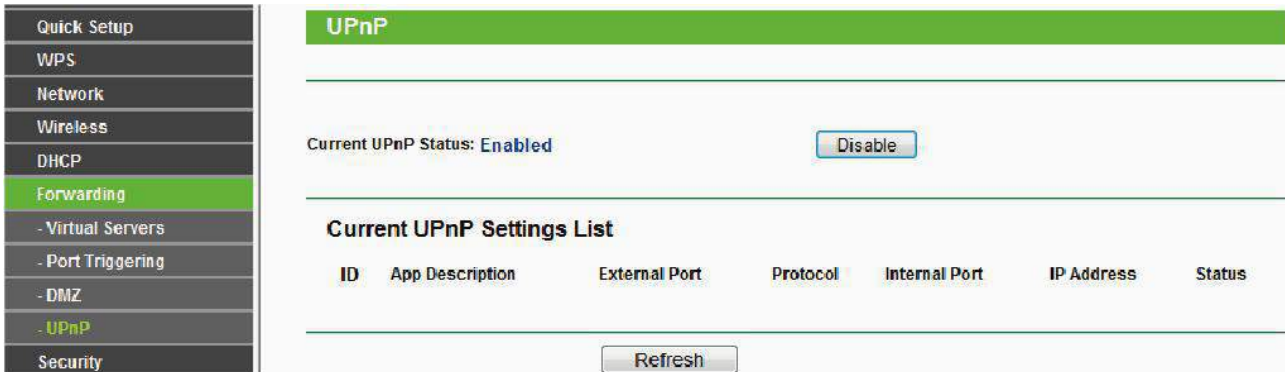 Quick Setup
WPS
Network
Wireless
DHCP
Forwarding
- Virtual Servers
- Port Triggering
- DMZ
- UPnP
Security
UPnP
Current UPnP Status: Enabled Disable
Current UPnP Settings List
ID App Description External Port Protocol Internal Port IP Address Status
Refresh